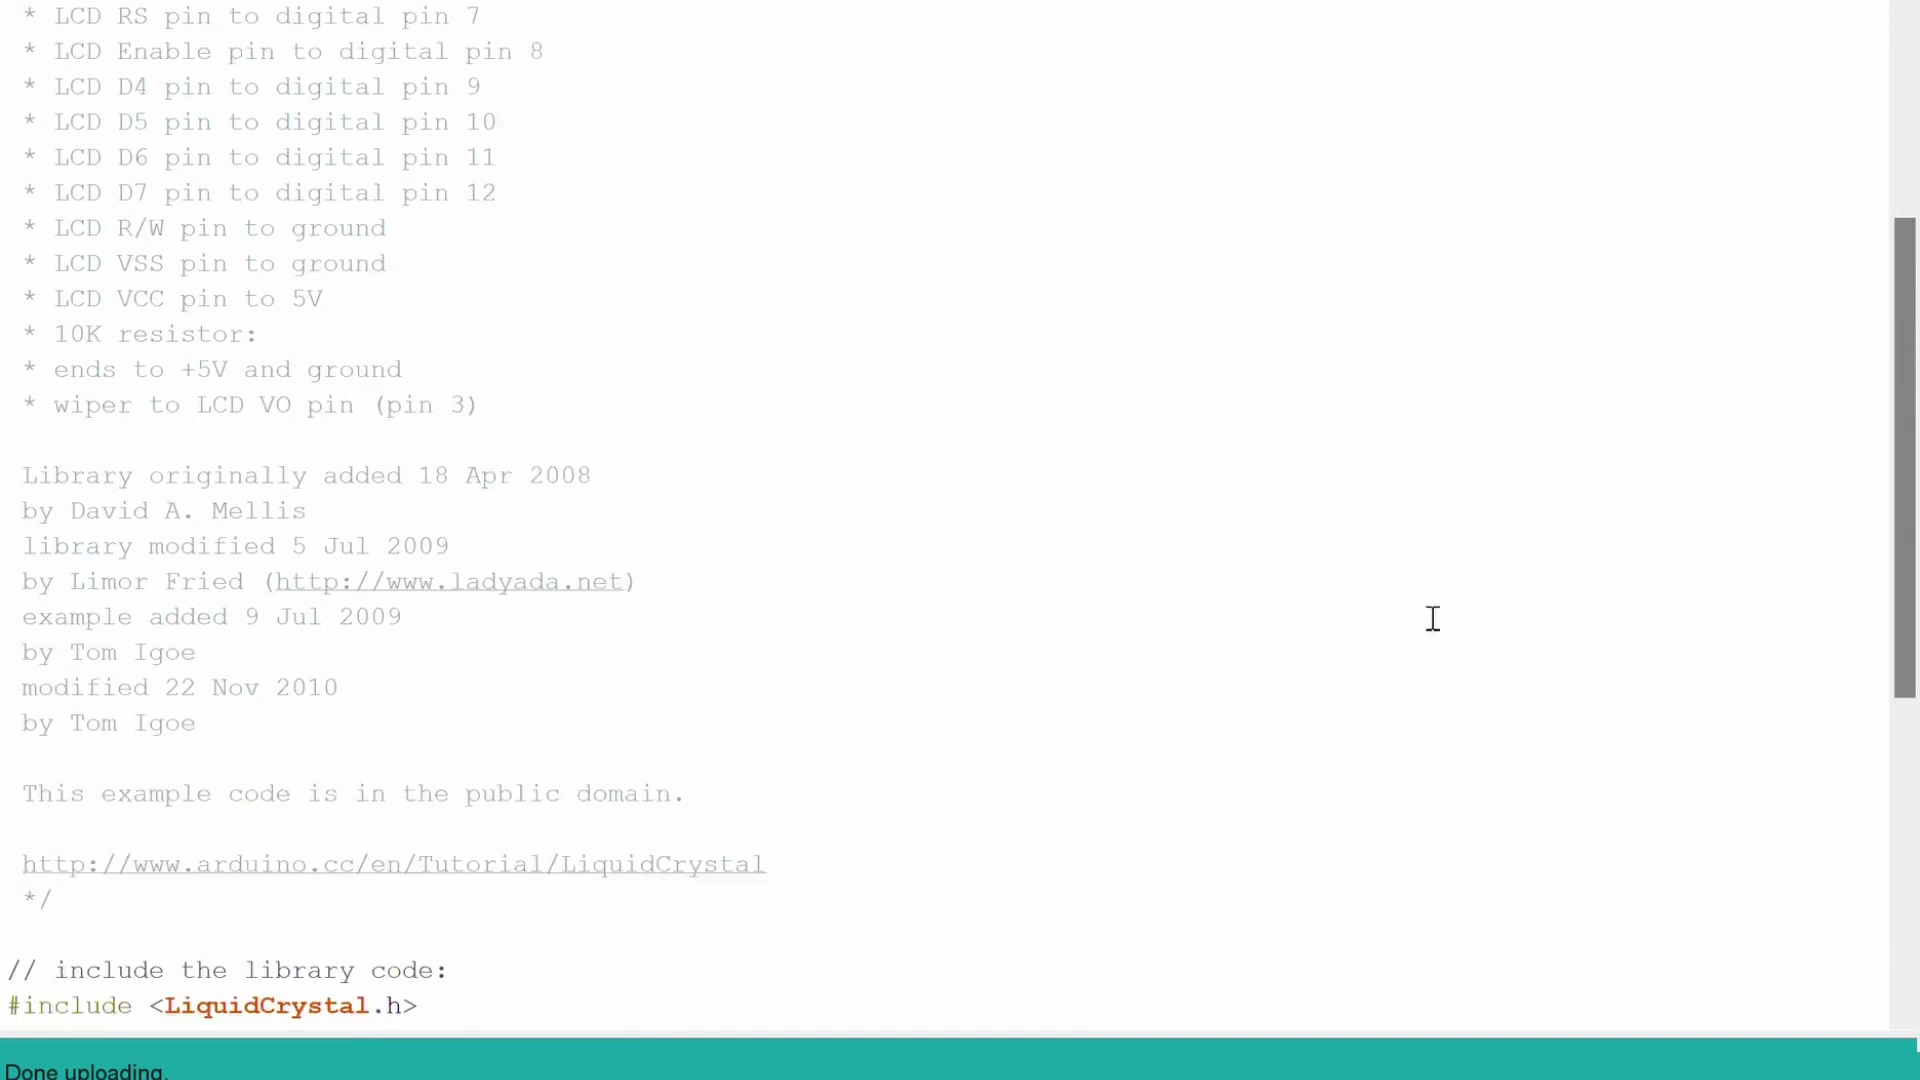 * LCD RS pin to digital pin 7
* LCD Enable pin to digital pin 8
* LCD D4 pin to digital pin 9
* LCD D5 pin to digital pin 10
* LCD D6 pin to digital pin 11
* LCD D7 pin to digital pin 12
* LCD R/W pin to ground
* LCD VSS pin to ground
* LCD VCC pin to 5V
* 10K resistor:
* ends to +5V and ground
* wiper to LCD VO pin (pin 3)
Library originally added 18 Apr 2008
by David A. Mellis
library modified 5 Jul 2009
by Limor Fried (http://www.ladyada.net)
example added 9 Jul 2009
by Tom Igoe
modified 22 Nov 2010
by Tom Igoe
This example code is in the public domain.
http://www.arduino.cc/en/Tutorial/LiquidCrystal
*/
// include the library code:
#include <LiquidCrystal.h>
Done uploading.